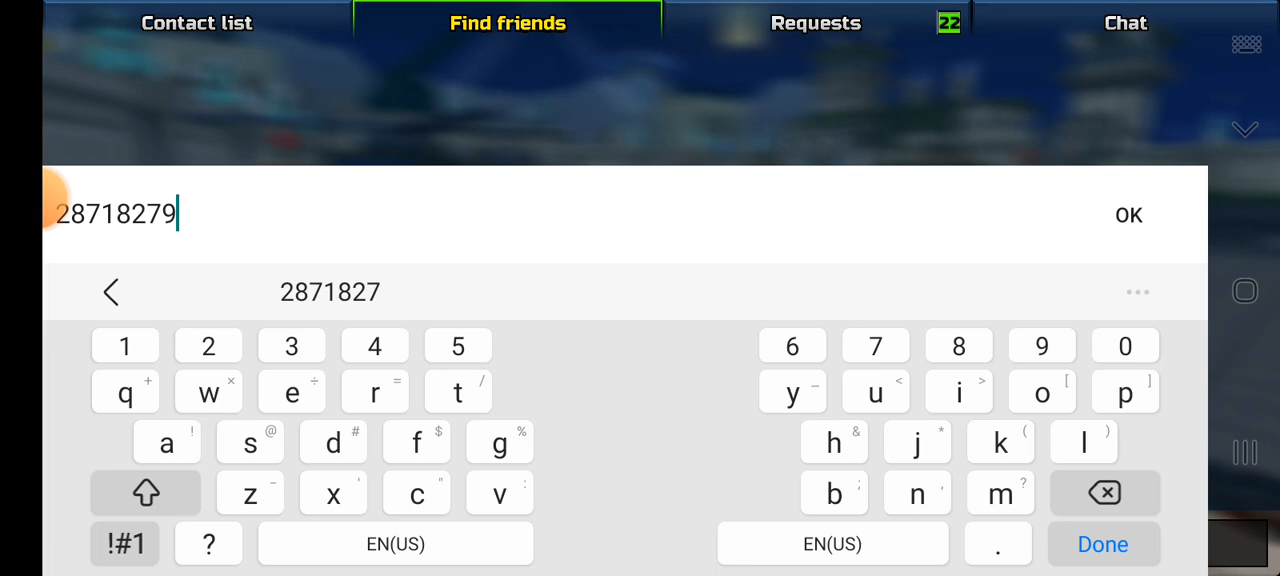 Contact list Find friends Requests 22 Chat
28718279 OK
2871827
1 2 3 4 5 6 7 8 9 0
q + w × e ÷ r = t / y _ u < i > o [ p ]
a ! s @ d # f $ g % h & j * k ( l )
z - x ' c " v : b ; n , m ?
!#1 ? EN(US) EN(US) . Done